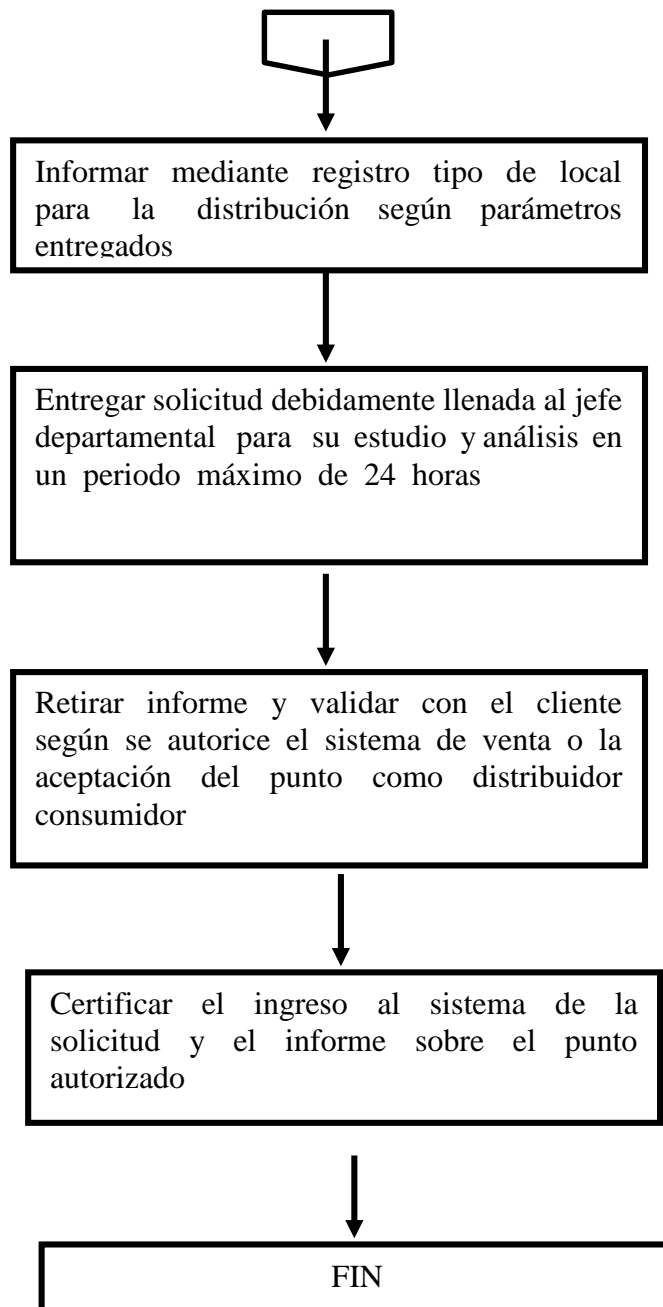 Informar mediante registro tipo de local
para la distribución según parámetros
entregados
Entregar solicitud debidamente llenada al jefe
departamental para su estudio y análisis en
un periodo máximo de 24 horas
Retirar informe y validar con el cliente
según se autorice el sistema de venta o la
aceptación del punto como distribuidor
consumidor
Certificar el ingreso al sistema de la
solicitud y el informe sobre el punto
autorizado
FIN